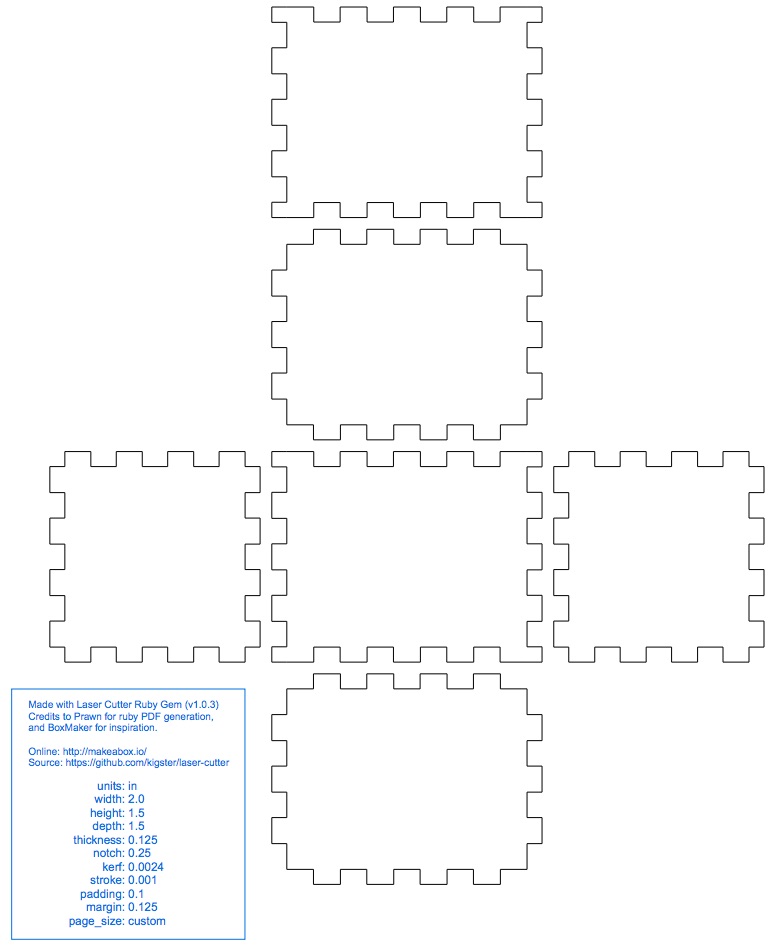 Made with Laser Cutter Ruby Gem (v1.0.3)
Credits to Prawn for ruby PDF generation,
and BoxMaker for inspiration.
Online: http://makeabox.io/
Source: https://github.com/kigster/laser-cutter
units: in
width: 2.0
height: 1.5
depth: 1.5
thickness: 0.125
notch: 0.25
kerf: 0.0024
stroke: 0.001
padding: 0.1
margin: 0.125
page_size: custom